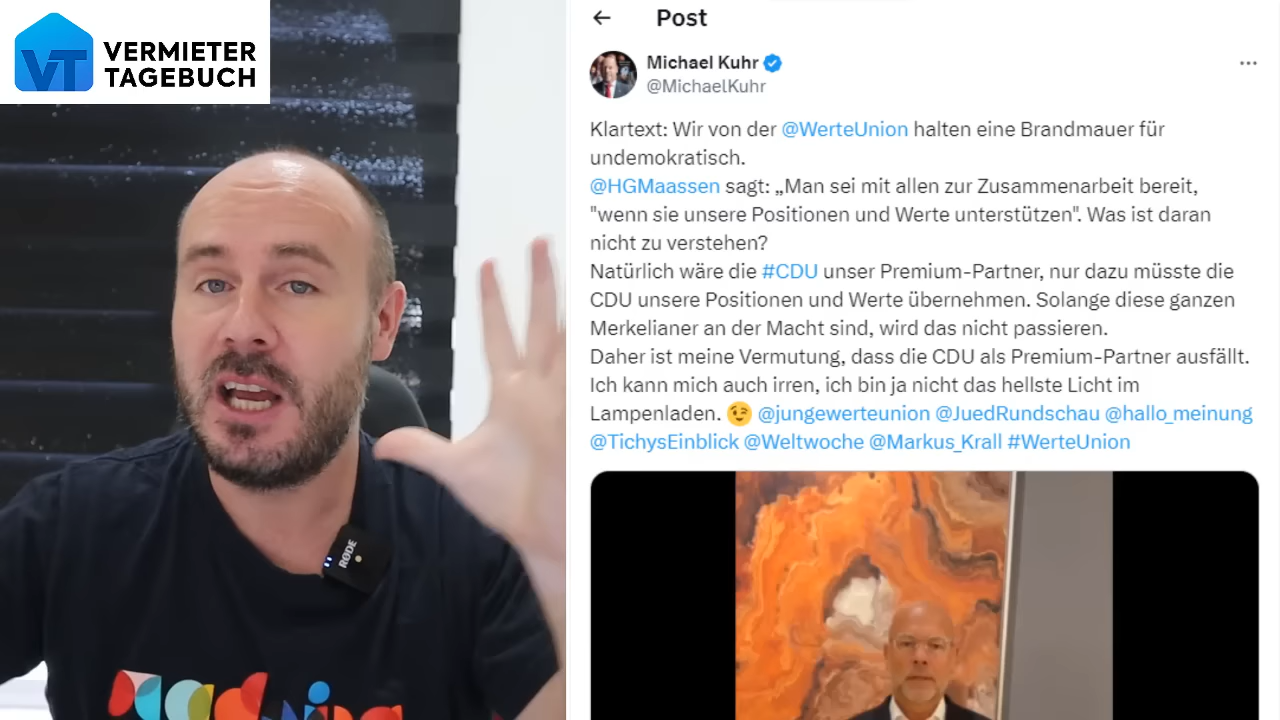 VERMIETER
TAGEBUCH
VT
RØDE
Post
Michael Kuhr
@MichaelKuhr
Klartext: Wir von der @WerteUnion halten eine Brandmauer für
undemokratisch.
@HGMaassen sagt: „Man sei mit allen zur Zusammenarbeit bereit,
"wenn sie unsere Positionen und Werte unterstützen". Was ist daran
nicht zu verstehen?
Natürlich wäre die #CDU unser Premium-Partner, nur dazu müsste die
CDU unsere Positionen und Werte übernehmen. Solange diese ganzen
Merkelianer an der Macht sind, wird das nicht passieren.
Daher ist meine Vermutung, dass die CDU als Premium-Partner ausfällt.
Ich kann mich auch irren, ich bin ja nicht das hellste Licht im
Lampenladen. 😉 @jungewerteunion @JuedRundschau @hallo_meinung
@TichysEinblick @Weltwoche @Markus_Krall #WerteUnion